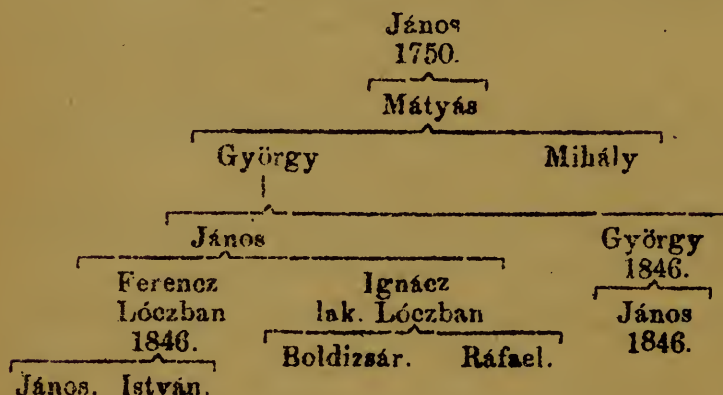 János
1750.
Mátyás
György Mihály
János György
1846.
Ferencz Ignácz
Lóczban lak. Lóczban János
1846. 1846.
Boldizsár. Ráfael.
János. István.